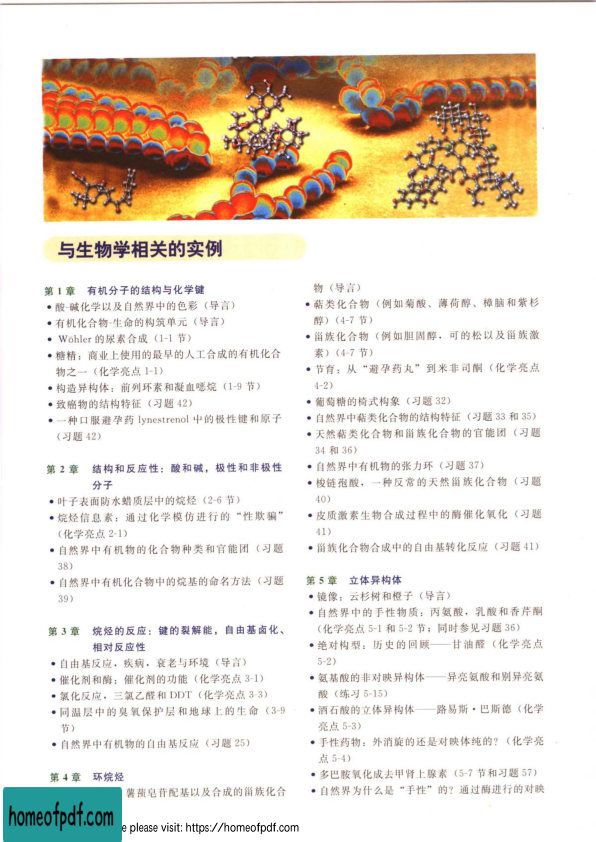 与生物学相关的实例
第 1 章 有机分子的结构与化学键
• 酸-碱化学以及自然界中的色彩（导言）
• 有机化合物-生命的构筑单元（导言）
• Wöhler 的尿素合成（1-1 节）
• 糖精：商业上使用的最早的人工合成的有机化合
物之一（化学亮点 1-1）
• 构造异构体：前列环素和凝血噁烷（1-9 节）
• 致癌物的结构特征（习题 42）
• 一种口服避孕药 lynestrenol 中的极性键和原子
（习题 42）
第 2 章 结构和反应性：酸和碱，极性和非极性
分子
• 叶子表面防水蜡质层中的烷烃（2-6 节）
• 烷烃信息素：通过化学模仿进行的“性欺骗”
（化学亮点 2-1）
• 自然界中有机物的化合物种类和官能团（习题
38）
• 自然界中有机化合物中的烷基的命名方法（习题
39）
第 3 章 烷烃的反应：键的裂解能，自由基卤化、
相对反应性
• 自由基反应，疾病，衰老与环境（导言）
• 催化剂和酶：催化剂的功能（化学亮点 3-1）
• 氯化反应，三氯乙醛和 DDT（化学亮点 3-3）
• 同温层中的臭氧保护层和地球上的生命（3-9
节）
• 自然界中有机物的自由基反应（习题 25）
第 4 章 环烷烃
薯蓣皂苷配基以及合成的甾族化合
物（导言）
• 萜类化合物（例如菊酸、薄荷醇、樟脑和紫杉
醇）（4-7 节）
• 甾族化合物（例如胆固醇，可的松以及甾族激
素）（4-7 节）
• 节育：从“避孕药丸”到米非司酮（化学亮点
4-2）
• 葡萄糖的椅式构象（习题 32）
• 自然界中萜类化合物的结构特征（习题 33 和 35）
• 天然萜类化合物和甾族化合物的官能团（习题
34 和 36）
• 自然界中有机物的张力环（习题 37）
• 梭链孢酸，一种反常的天然甾族化合物（习题
40）
• 皮质激素生物合成过程中的酶催化氧化（习题
41）
• 甾族化合物合成中的自由基转化反应（习题 41）
第 5 章 立体异构体
• 镜像：云杉树和橙子（导言）
• 自然界中的手性物质：丙氨酸，乳酸和香芹酮
（化学亮点 5-1 和 5-2 节；同时参见习题 36）
• 绝对构型：历史的回顾——甘油醛（化学亮点
5-2）
• 氨基酸的非对映异构体——异亮氨酸和别异亮氨
酸（练习 5-15）
• 酒石酸的立体异构体——路易斯·巴斯德（化学
亮点 5-3）
• 手性药物：外消旋的还是对映体纯的？（化学亮
点 5-4）
• 多巴胺氧化成去甲肾上腺素（5-7 节和习题 57）
• 自然界为什么是“手性”的？通过酶进行的对映
homeofpdf.com
e please visit: https://homeofpdf.com